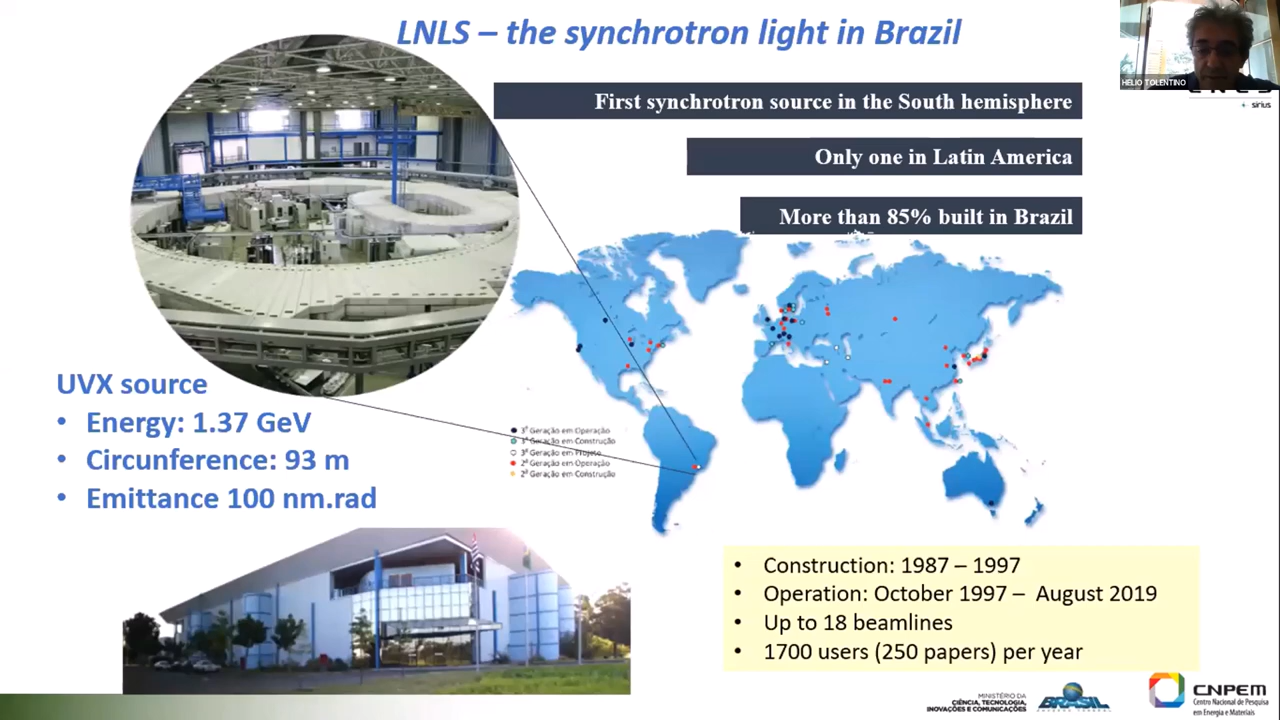 LNLS – the synchrotron light in Brazil
HELIO TOLENTINO
sirius
First synchrotron source in the South hemisphere
Only one in Latin America
More than 85% built in Brazil
UVX source
• Energy: 1.37 GeV
• Circunference: 93 m
• Emittance 100 nm.rad
3ª Geração em Operação
3ª Geração em Construção
3ª Geração em Projeto
2ª Geração em Operação
2ª Geração em Construção
• Construction: 1987 – 1997
• Operation: October 1997 – August 2019
• Up to 18 beamlines
• 1700 users (250 papers) per year
MINISTÉRIO DA
CIÊNCIA, TECNOLOGIA,
INOVAÇÕES E COMUNICAÇÕES
BRASIL
CNPEM
Centro Nacional de Pesquisa
em Energia e Materiais